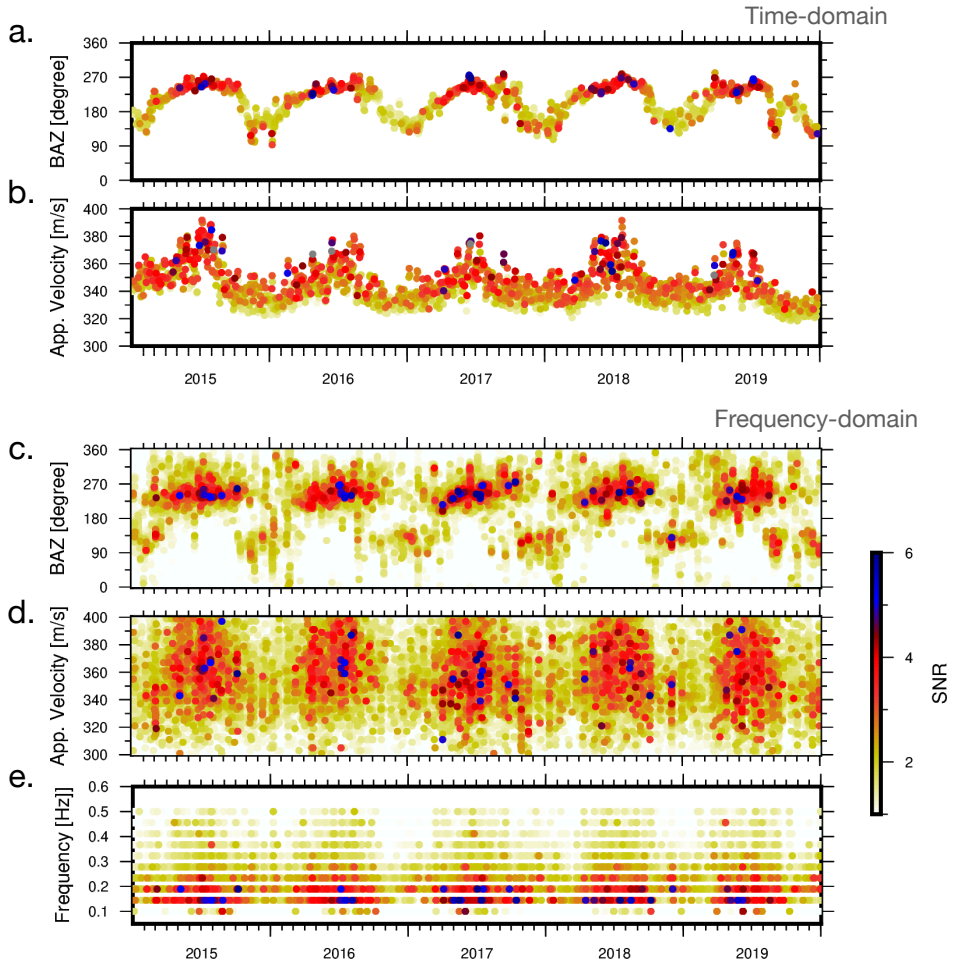 Time-domain
a.
360
270
180
90
0
BAZ [degree]
b.
400
380
360
340
320
300
App. Velocity [m/s]
2015 2016 2017 2018 2019
Frequency-domain
c.
360
270
180
90
0
BAZ [degree]
d.
400
380
360
340
320
300
App. Velocity [m/s]
e.
0.6
0.5
0.4
0.3
0.2
0.1
Frequency [Hz]]
2015 2016 2017 2018 2019
6
4
2
SNR